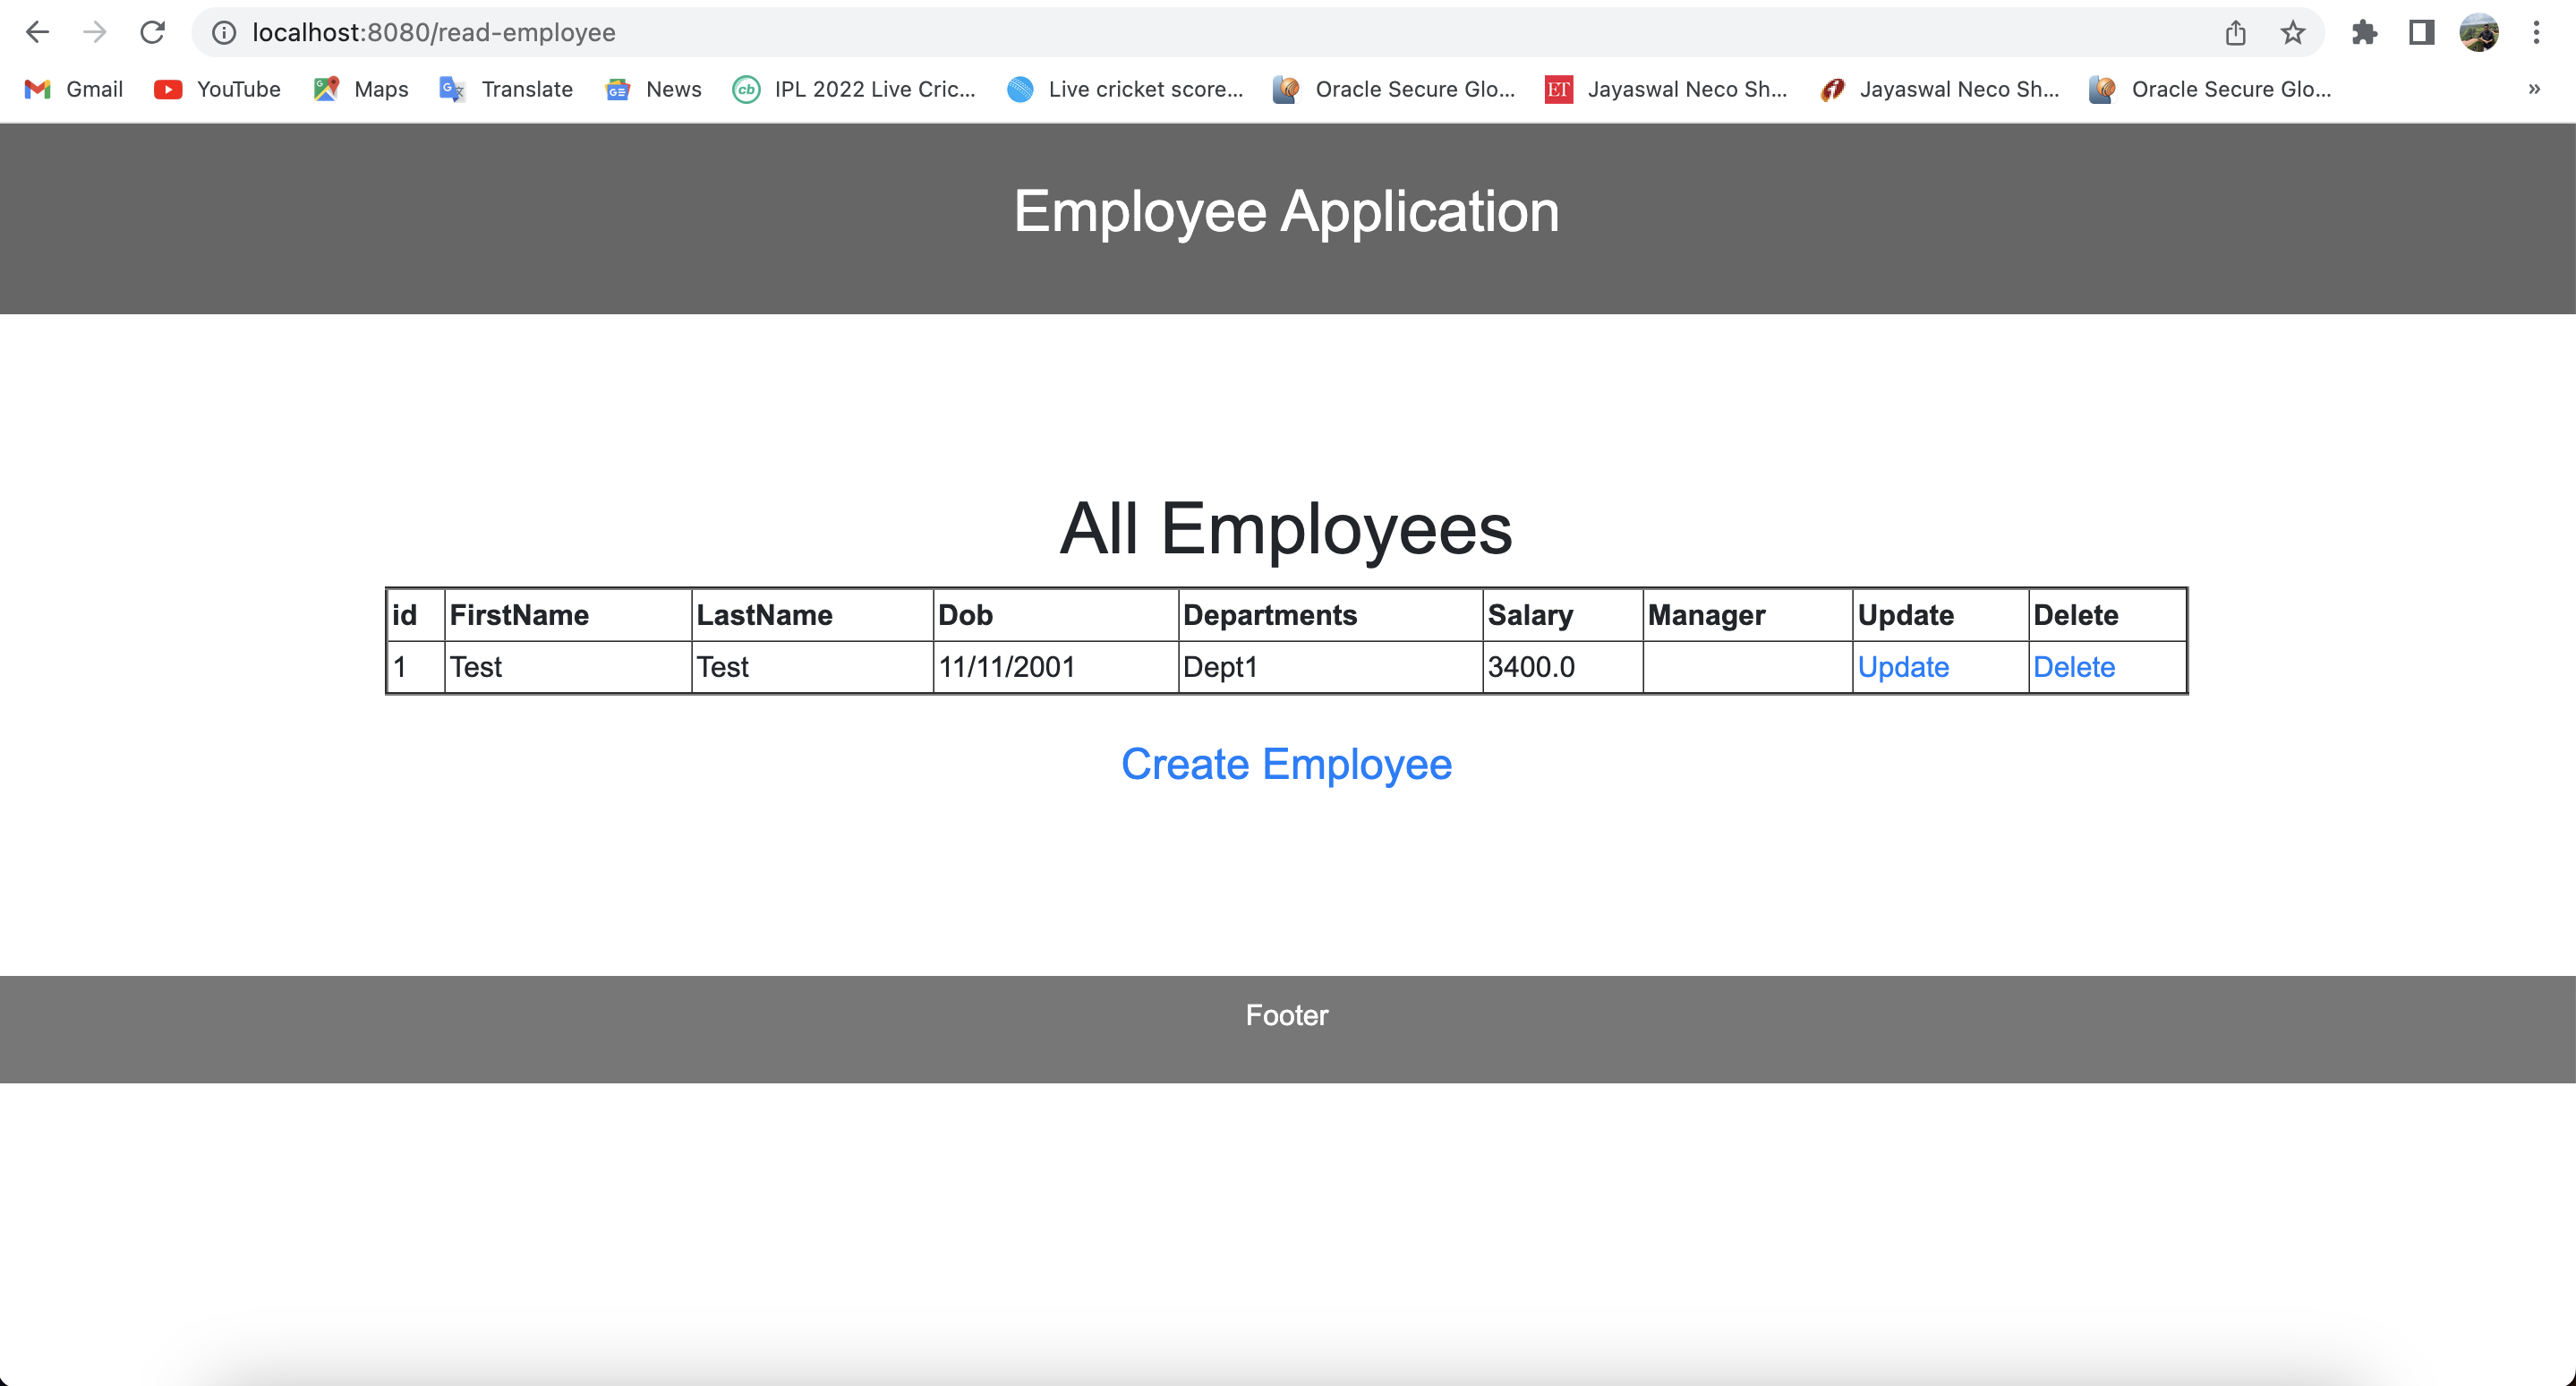 localhost:8080/read-employee
Gmail YouTube Maps Translate News cb IPL 2022 Live Cric... Live cricket score... Oracle Secure Glo... ET Jayaswal Neco Sh... Jayaswal Neco Sh... Oracle Secure Glo... »
Employee Application
All Employees
id FirstName LastName Dob Departments Salary Manager Update Delete
1 Test Test 11/11/2001 Dept1 3400.0 Update Delete
Create Employee
Footer